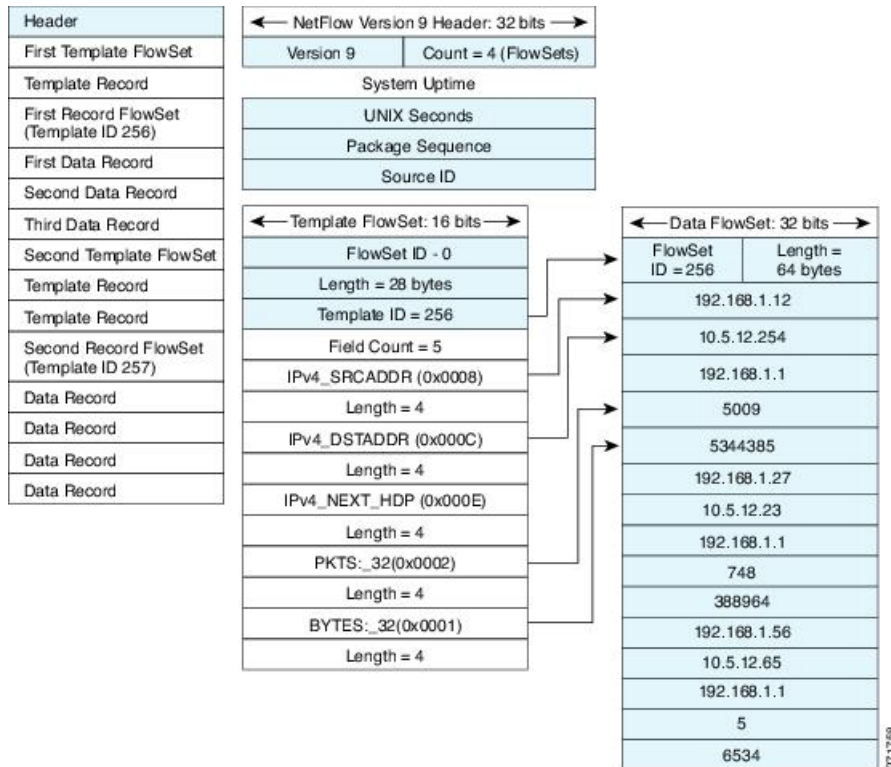 Header
First Template FlowSet
Template Record
First Record FlowSet
(Template ID 256)
First Data Record
Second Data Record
Third Data Record
Second Template FlowSet
Template Record
Template Record
Second Record FlowSet
(Template ID 257)
Data Record
Data Record
Data Record
Data Record
NetFlow Version 9 Header: 32 bits
Version 9
Count = 4 (FlowSets)
System Uptime
UNIX Seconds
Package Sequence
Source ID
Template FlowSet: 16 bits
FlowSet ID - 0
Length = 28 bytes
Template ID = 256
Field Count = 5
IPv4_SRCADDR (0x0008)
Length = 4
IPv4_DSTADDR (0x000C)
Length = 4
IPv4_NEXT_HDP (0x000E)
Length = 4
PKTS:_32(0x0002)
Length = 4
BYTES:_32(0x0001)
Length = 4
Data FlowSet: 32 bits
FlowSet
ID = 256
Length =
64 bytes
192.168.1.12
10.5.12.254
192.168.1.1
5009
5344385
192.168.1.27
10.5.12.23
192.168.1.1
748
388964
192.168.1.56
10.5.12.65
192.168.1.1
5
6534